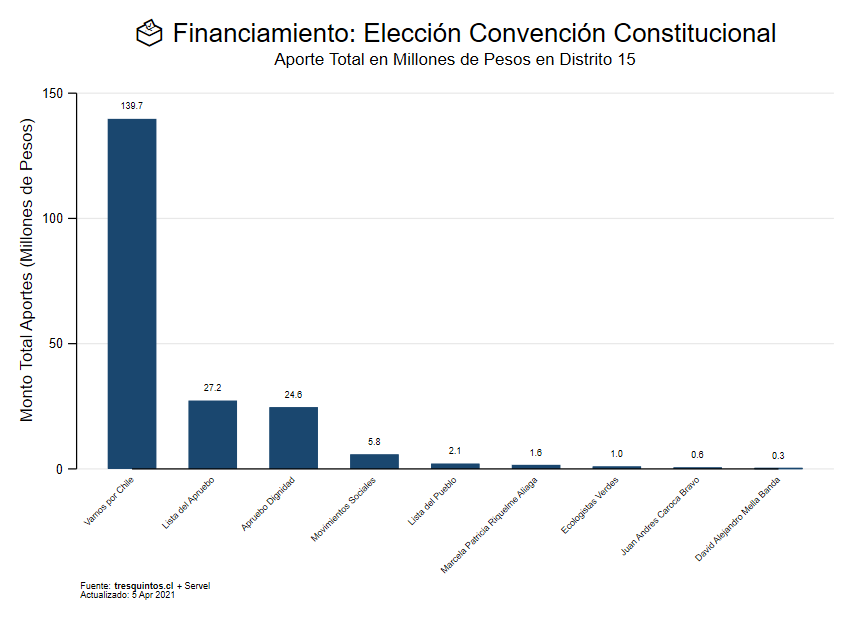 Financiamiento: Elección Convención Constitucional
Aporte Total en Millones de Pesos en Distrito 15
Monto Total Aportes (Millones de Pesos)
150
100
50
0
139.7
27.2
24.6
5.8
2.1
1.6
1.0
0.6
0.3
Vamos por Chile
Lista del Apruebo
Apruebo Dignidad
Movimientos Sociales
Lista del Pueblo
Marcela Patricia Riquelme Aliaga
Ecologistas Verdes
Juan Andres Caroca Bravo
David Alejandro Mella Banda
Fuente: tresquintos.cl + Servel
Actualizado: 5 Apr 2021